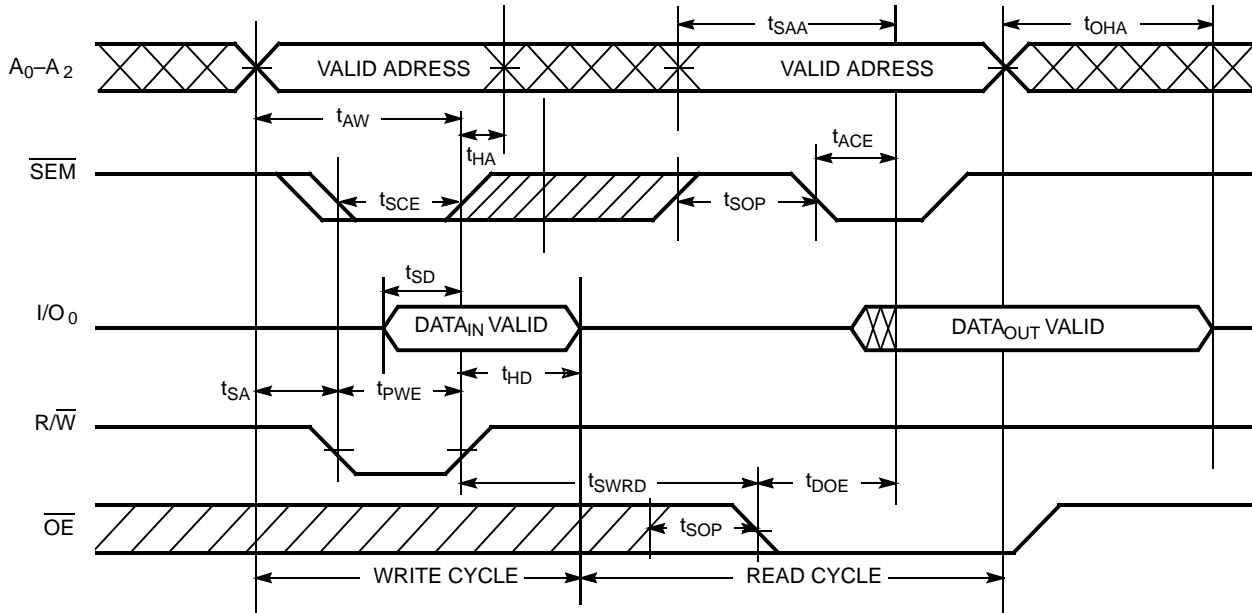 tSAA
tOHA
A0–A2
VALID ADRESS
VALID ADRESS
tAW
tHA
tACE
SEM
tSCE
tSOP
tSD
I/O0
DATAIN VALID
DATAOUT VALID
tSA
tPWE
tHD
R/W
tSWRD
tDOE
OE
tSOP
WRITE CYCLE
READ CYCLE